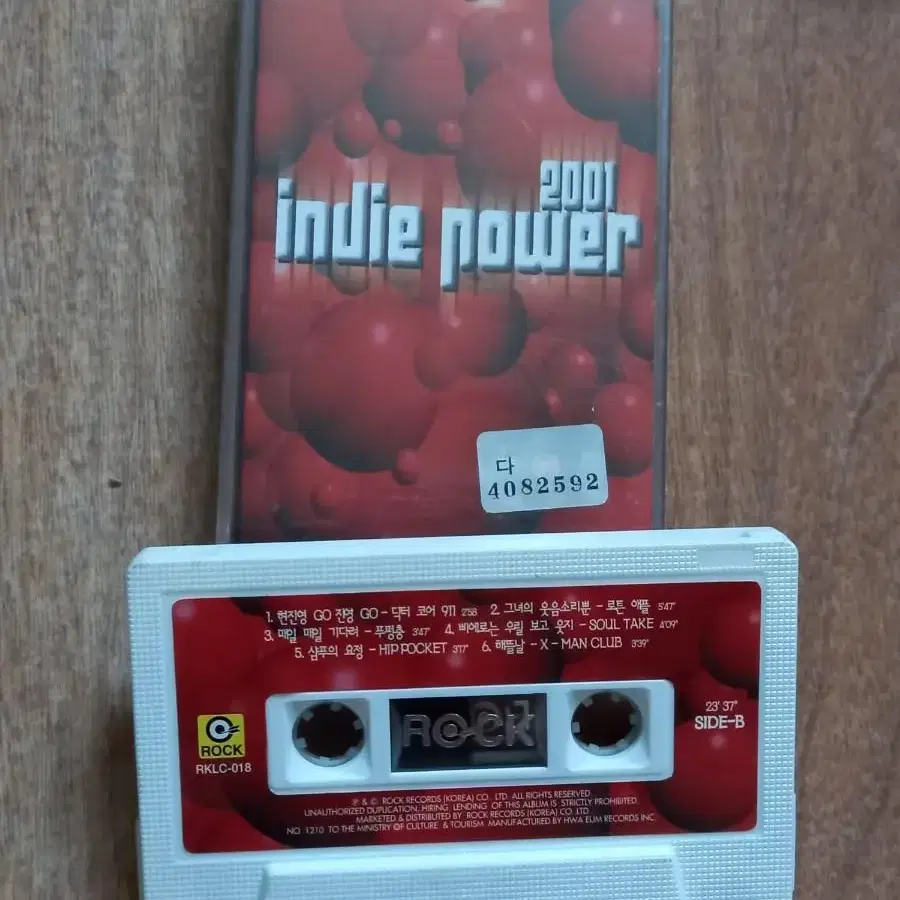 2001
indie power
다
4082592
1. 현진영 GO 진영 GO - 닥터 코어 911 2'58" 2. 그녀의 웃음소리뿐 - 로튼 애플 5'47"
3. 매일 매일 기다려 - 푸펑충 3'47" 4. 삐에로는 우릴 보고 웃지 - SOUL TAKE 4'09"
5. 샴푸의 요정 - HIP POCKET 3'17" 6. 해뜰날 - X - MAN CLUB 3'39"
ROCK
RKLC-018
ROCK
23' 37"
SIDE-B
℗ & © ROCK RECORDS (KOREA) CO. LTD. ALL RIGHTS RESERVED.
UNAUTHORIZED DUPLICATION, HIRING, LENDING OF THIS ALBUM IS STRICTLY PROHIBITED.
MARKETED & DISTRIBUTED BY ROCK RECORDS (KOREA) CO. LTD.
NO. 1210 TO THE MINISTRY OF CULTURE & TOURISM MANUFACTURED BY HWA EUM RECORDS INC.